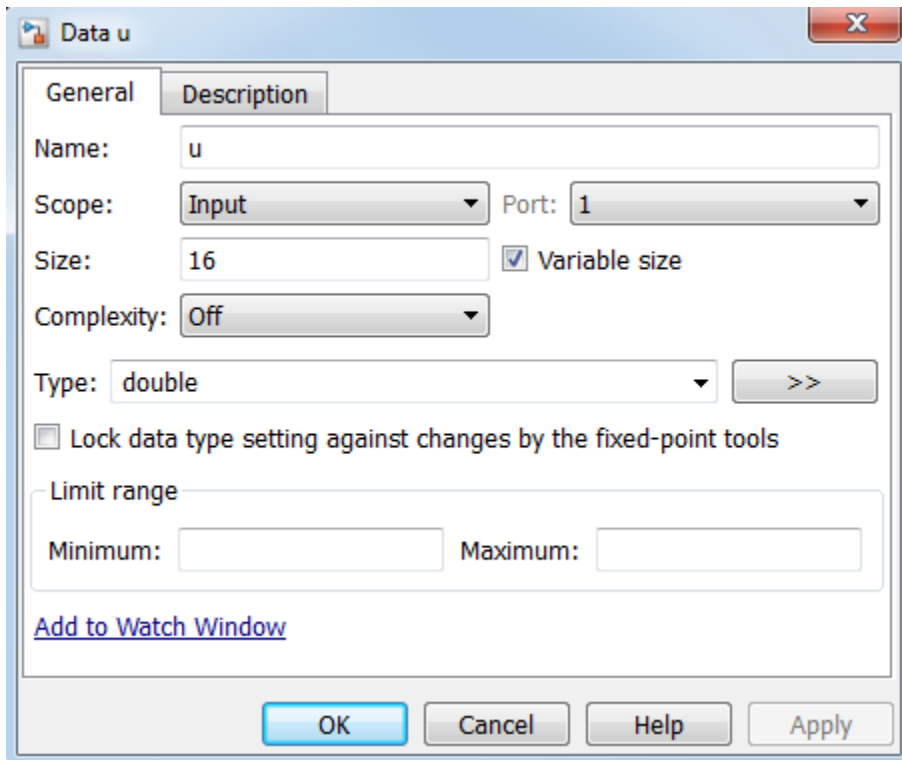 Data u
General Description
Name: u
Scope: Input Port: 1
Size: 16 Variable size
Complexity: Off
Type: double >>
Lock data type setting against changes by the fixed-point tools
Limit range
Minimum: Maximum:
Add to Watch Window
OK Cancel Help Apply